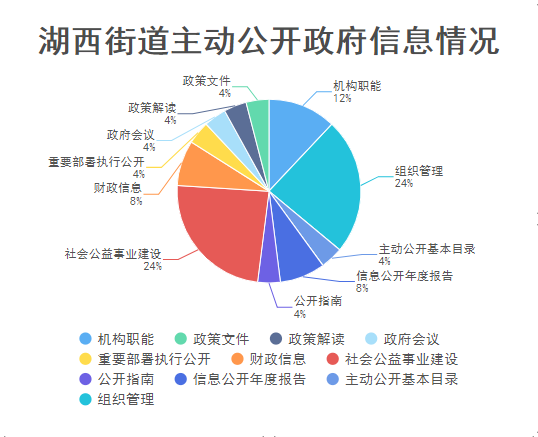 湖西街道主动公开政府信息情况
政策文件
4%
机构职能
12%
政策解读
4%
政府会议
4%
重要部署执行公开
4%
组织管理
24%
财政信息
8%
主动公开基本目录
4%
社会公益事业建设
24%
信息公开年度报告
8%
公开指南
4%
机构职能 政策文件 政策解读 政府会议
重要部署执行公开 财政信息 社会公益事业建设
公开指南 信息公开年度报告 主动公开基本目录
组织管理